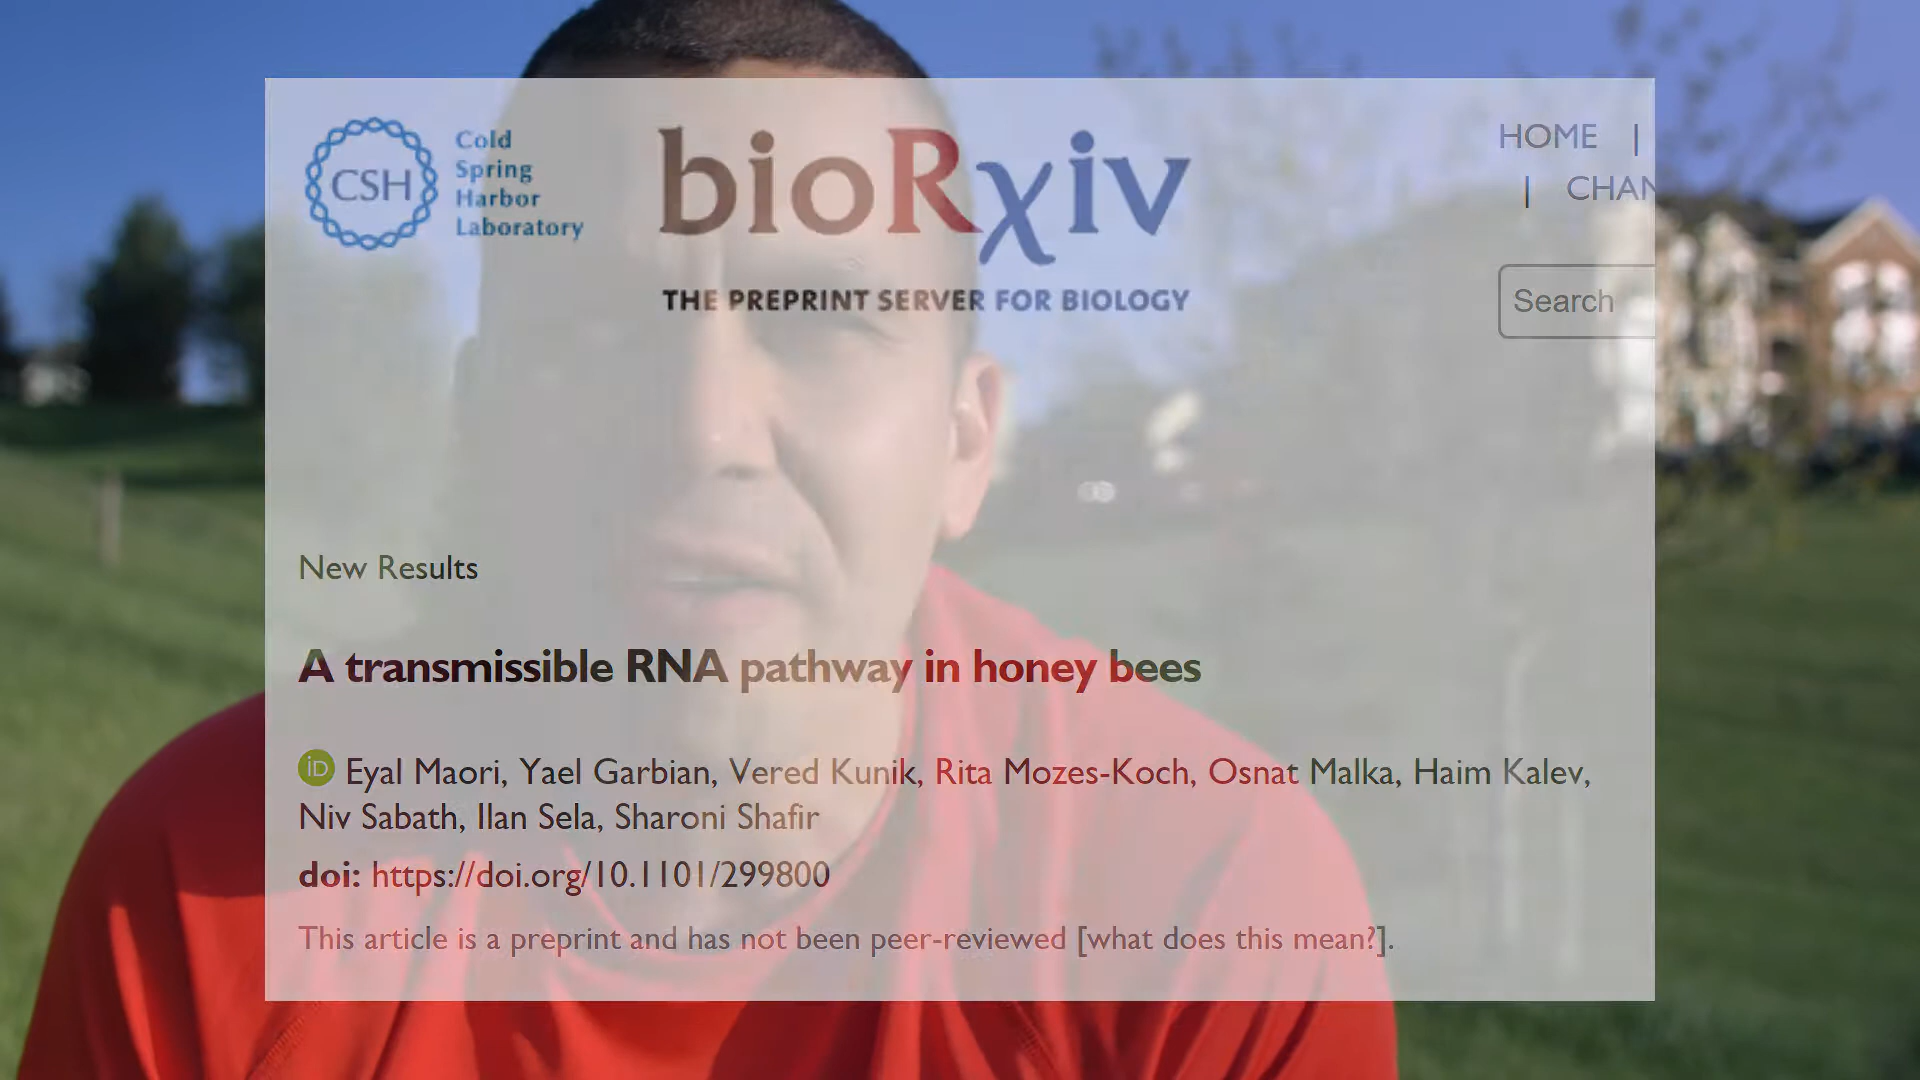 Cold
Spring
Harbor
Laboratory
CSH
bioRχiv
THE PREPRINT SERVER FOR BIOLOGY
HOME |
| CHAN
Search
New Results
A transmissible RNA pathway in honey bees
iD Eyal Maori, Yael Garbian, Vered Kunik, Rita Mozes-Koch, Osnat Malka, Haim Kalev,
Niv Sabath, Ilan Sela, Sharoni Shafir
doi: https://doi.org/10.1101/299800
This article is a preprint and has not been peer-reviewed [what does this mean?].